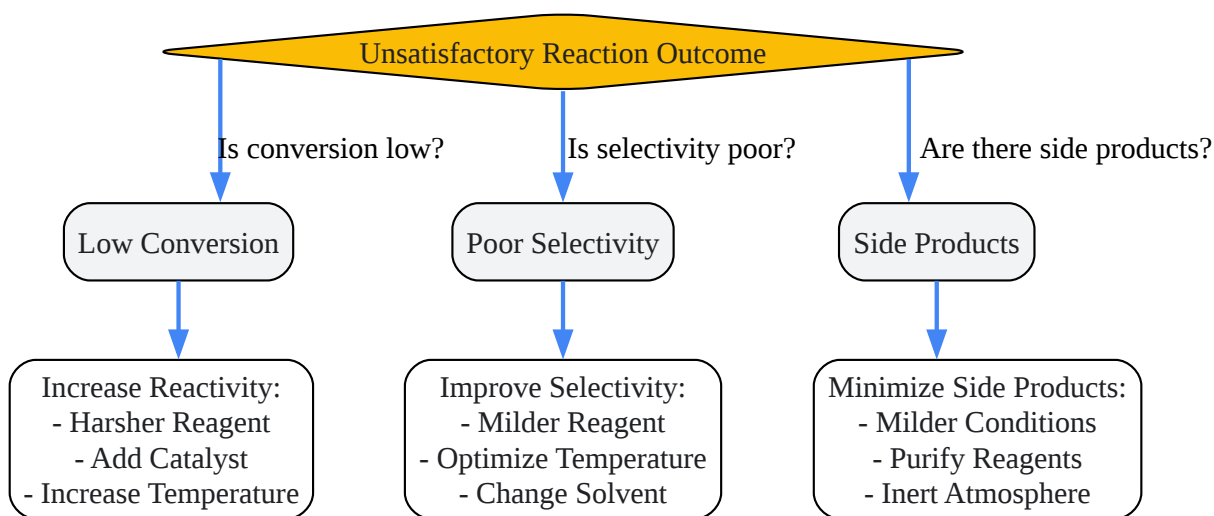 Unsatisfactory Reaction Outcome
Is conversion low?
Is selectivity poor?
Are there side products?
Low Conversion
Poor Selectivity
Side Products
Increase Reactivity:
- Harsher Reagent
- Add Catalyst
- Increase Temperature
Improve Selectivity:
- Milder Reagent
- Optimize Temperature
- Change Solvent
Minimize Side Products:
- Milder Conditions
- Purify Reagents
- Inert Atmosphere